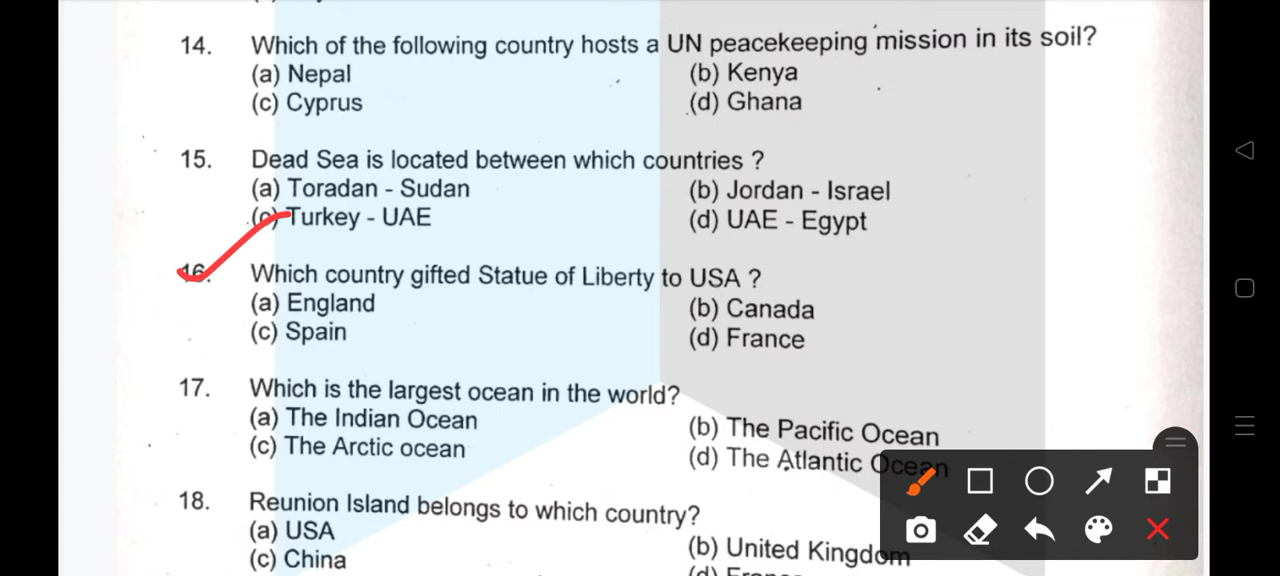 14. Which of the following country hosts a UN peacekeeping mission in its soil?
(a) Nepal (b) Kenya
(c) Cyprus (d) Ghana
15. Dead Sea is located between which countries ?
(a) Toradan - Sudan (b) Jordan - Israel
(c) Turkey - UAE (d) UAE - Egypt
16. Which country gifted Statue of Liberty to USA ?
(a) England (b) Canada
(c) Spain (d) France
17. Which is the largest ocean in the world?
(a) The Indian Ocean (b) The Pacific Ocean
(c) The Arctic ocean (d) The Atlantic Ocean
18. Reunion Island belongs to which country?
(a) USA (b) United Kingdom
(c) China (d)